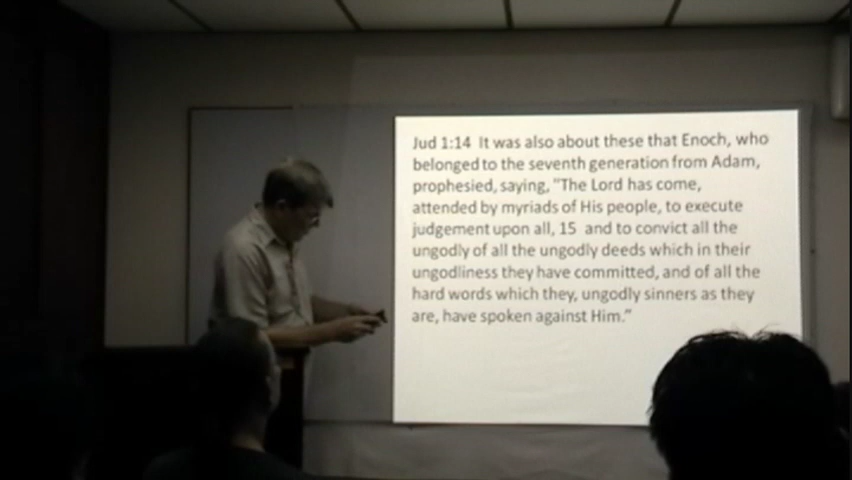 Jud 1:14 It was also about these that Enoch, who
belonged to the seventh generation from Adam,
prophesied, saying, "The Lord has come,
attended by myriads of His people, to execute
judgement upon all, 15 and to convict all the
ungodly of all the ungodly deeds which in their
ungodliness they have committed, and of all the
hard words which they, ungodly sinners as they
are, have spoken against Him."